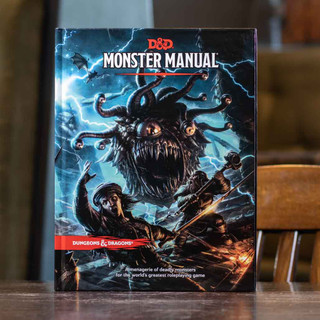 D&D
MONSTER MANUAL
DUNGEONS & DRAGONS®
A menagerie of deadly monsters
for the world's greatest roleplaying game